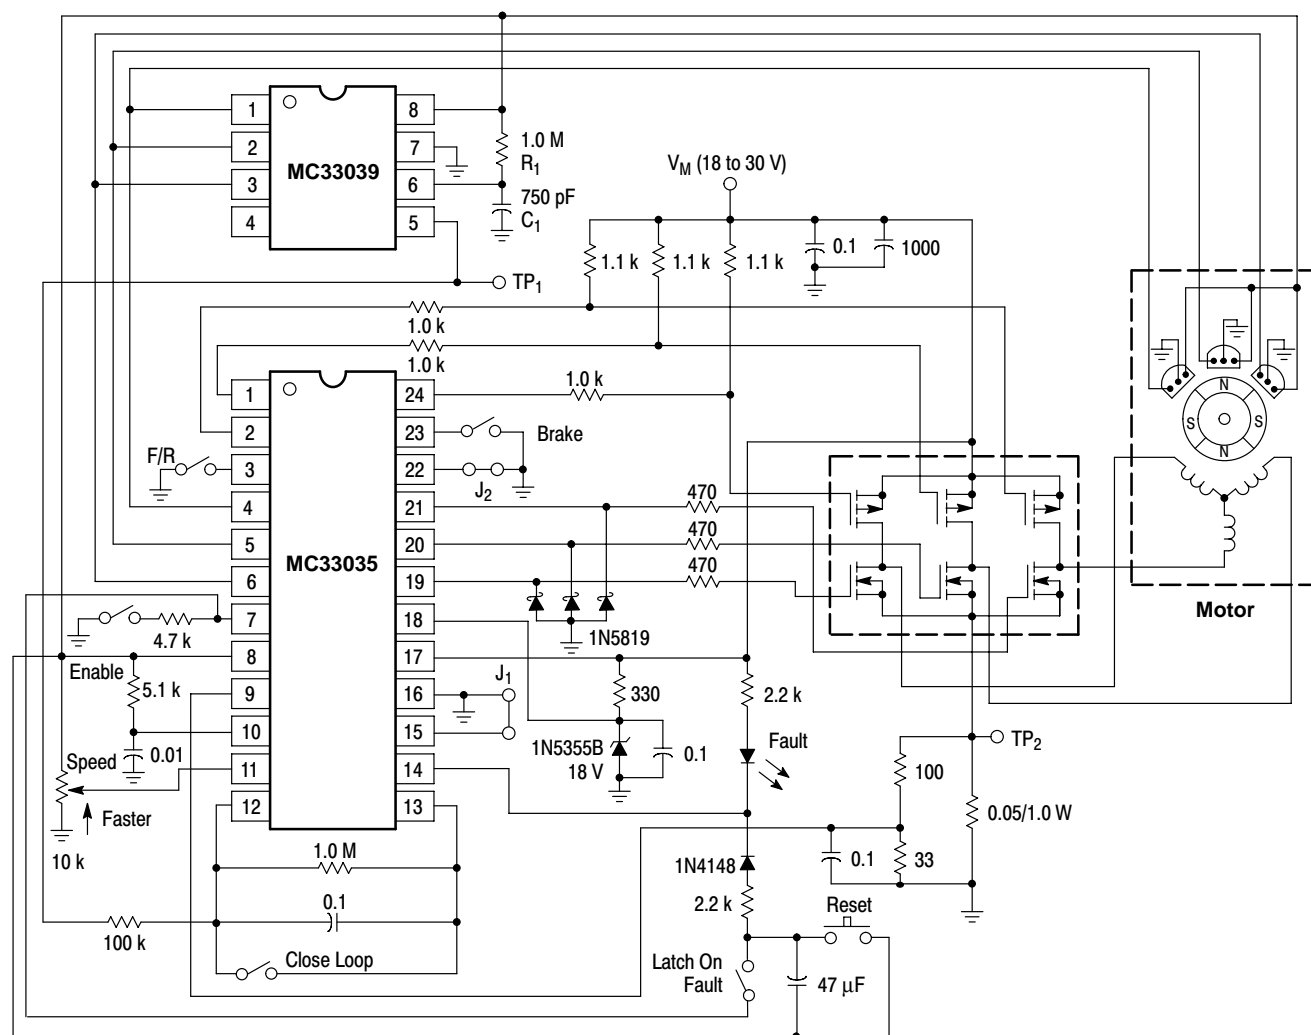 1
2
3
4
MC33039
8
7
6
5
1.0 M
R1
750 pF
C1
VM (18 to 30 V)
1.1 k
1.1 k
1.1 k
0.1
1000
TP1
1.0 k
1.0 k
1.0 k
1
2
3
4
5
6
7
8
9
10
11
12
MC33035
24
23
22
21
20
19
18
17
16
15
14
13
F/R
Brake
J2
470
470
470
1N5819
N
S
S
N
Motor
4.7 k
Enable
5.1 k
0.01
Speed
Faster
10 k
J1
330
1N5355B
18 V
0.1
2.2 k
Fault
TP2
100
0.05/1.0 W
33
0.1
1N4148
2.2 k
Reset
1.0 M
0.1
100 k
Close Loop
Latch On
Fault
47 μF